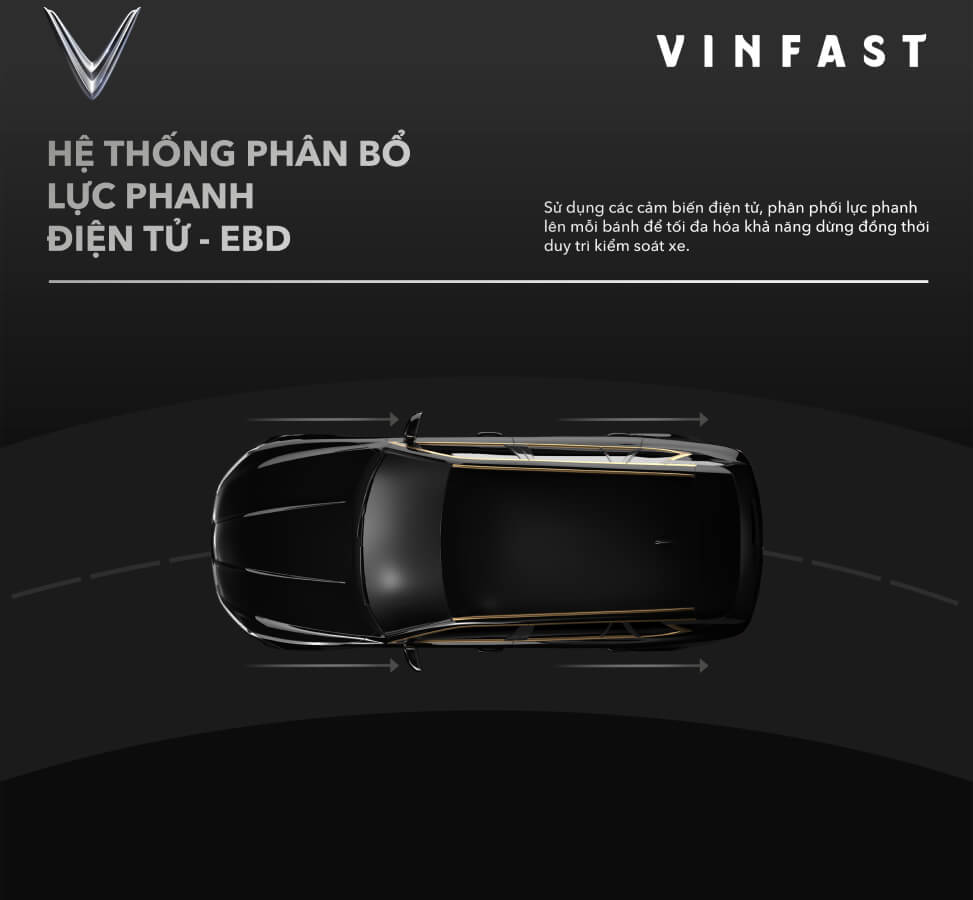 VINFAST
HỆ THỐNG PHÂN BỔ
LỰC PHANH
ĐIỆN TỬ - EBD
Sử dụng các cảm biến điện tử, phân phối lực phanh
lên mỗi bánh để tối đa hóa khả năng dừng đồng thời
duy trì kiểm soát xe.